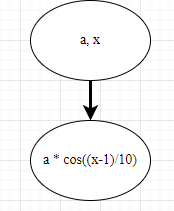 a, x
a * cos((x-1)/10)